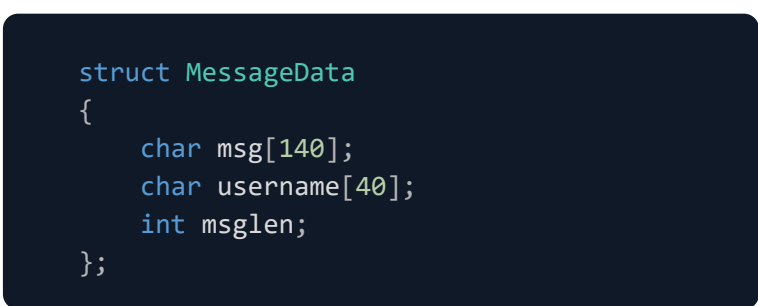 struct MessageData
{
    char msg[140];
    char username[40];
    int msglen;
};